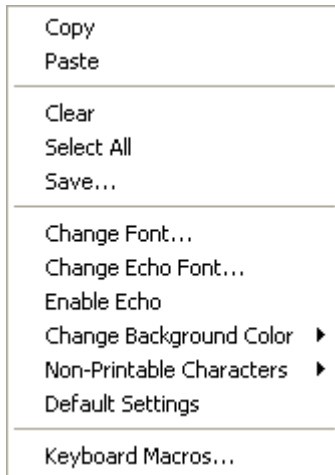 Copy
Paste
Clear
Select All
Save...
Change Font...
Change Echo Font...
Enable Echo
Change Background Color
Non-Printable Characters
Default Settings
Keyboard Macros...